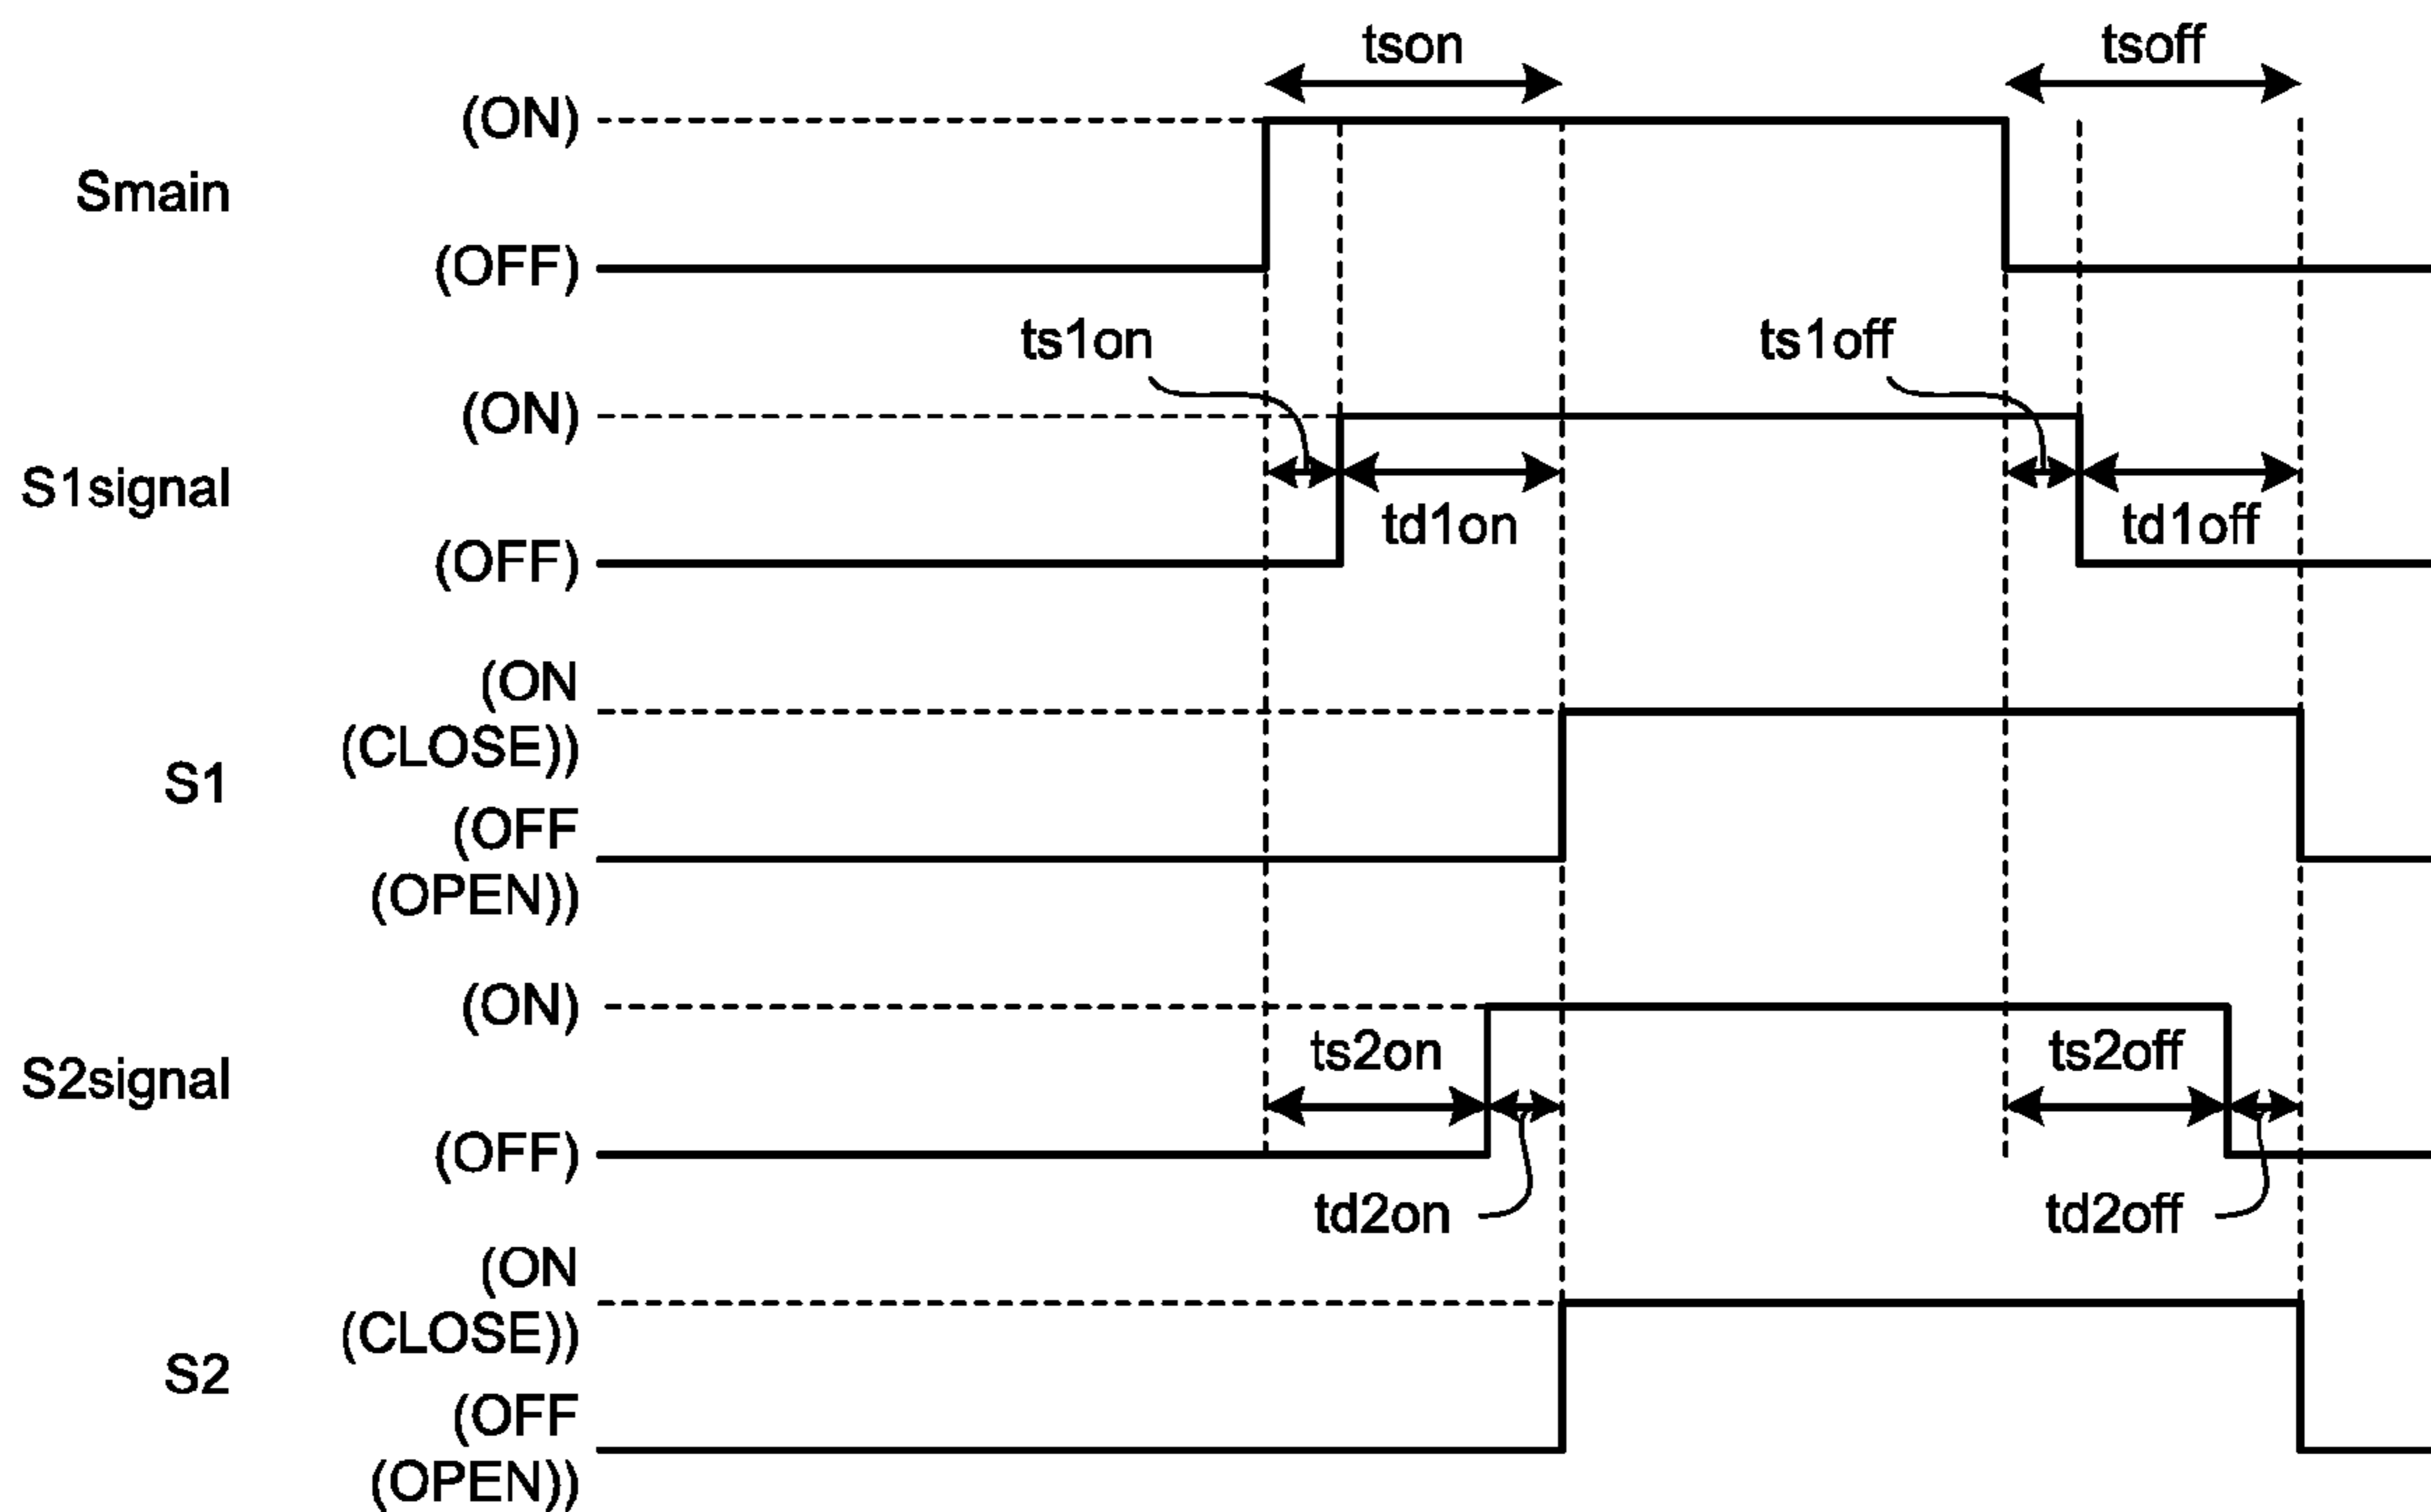 tson
tsoff
(ON)
Smain
(OFF)
ts1on
ts1off
(ON)
S1signal
td1on
td1off
(OFF)
(ON
(CLOSE))
S1
(OFF
(OPEN))
(ON)
ts2on
ts2off
S2signal
(OFF)
td2on
td2off
(ON
(CLOSE))
S2
(OFF
(OPEN))